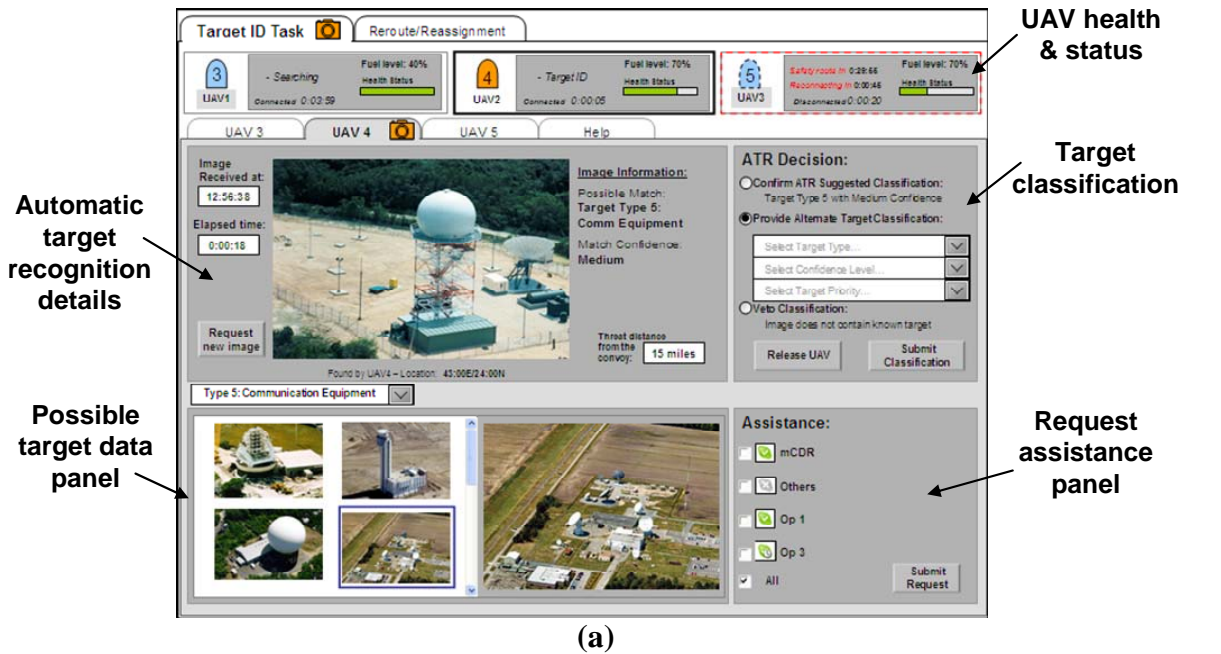 Target ID Task
Reroute/Reassignment
UAV health
& status
3
UAV1
- Searching
Connected 0:03:59
Fuel level: 40%
Health Status
4
UAV2
- Target ID
Connected 0:00:05
Fuel level: 70%
Health Status
5
UAV3
Safety route in 0:29:55
Reconnecting in 0:00:45
Disconnected 0:00:20
Fuel level: 70%
Health Status
UAV 3
UAV 4
UAV 5
Help
Automatic
target
recognition
details
Image
Received at:
12:56:38
Elapsed time:
0:00:18
Request
new image
Image Information:
Possible Match:
Target Type 5:
Comm Equipment
Match Confidence:
Medium
Threat distance
from the
convoy:
15 miles
Found by UAV4 – Location: 43:00E/24:00N
ATR Decision:
Confirm ATR Suggested Classification:
Target Type 5 with Medium Confidence
Provide Alternate Target Classification:
Select Target Type...
Select Confidence Level...
Select Target Priority...
Veto Classification:
Image does not contain known target
Release UAV
Submit
Classification
Target
classification
Type 5: Communication Equipment
Possible
target data
panel
Assistance:
mCDR
Others
Op 1
Op 3
All
Submit
Request
Request
assistance
panel
(a)